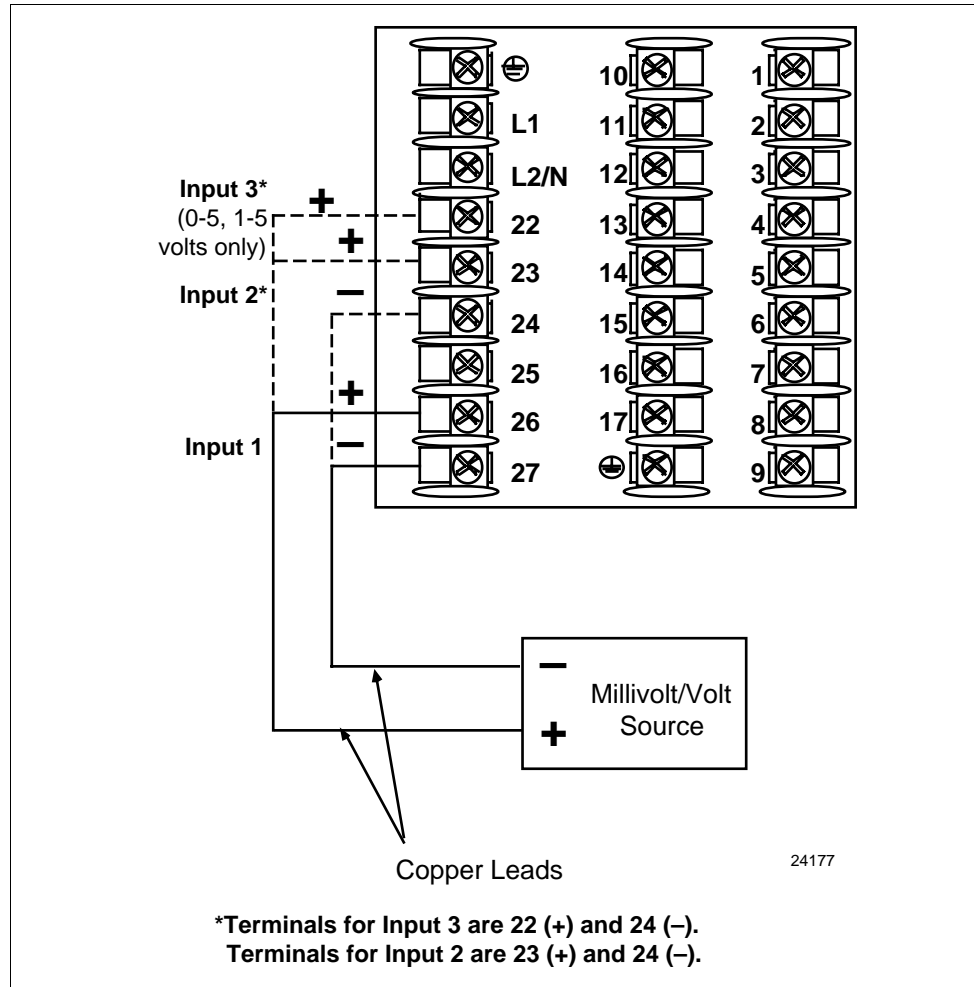 10
1
L1
11
2
L2/N
12
3
Input 3*
+
(0-5, 1-5
volts only)
22
13
4
+
23
14
5
Input 2*
–
24
15
6
25
16
7
+
26
17
8
Input 1
–
27
9
–
Millivolt/Volt
Source
+
Copper Leads
24177
*Terminals for Input 3 are 22 (+) and 24 (–).
Terminals for Input 2 are 23 (+) and 24 (–).